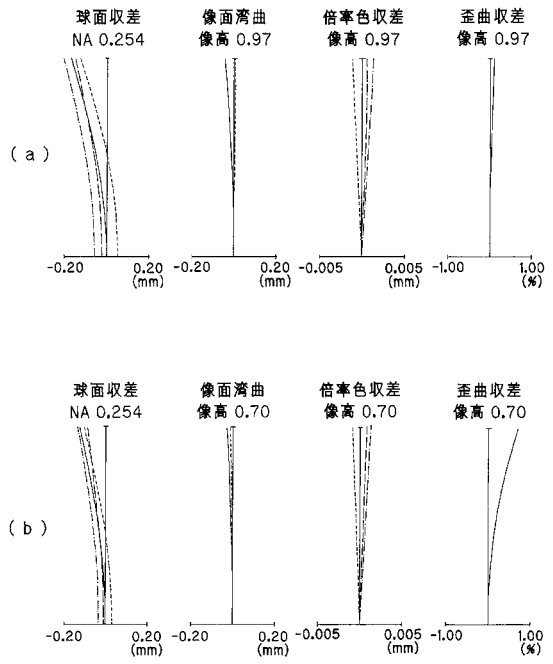 球面収差 像面湾曲 倍率色収差 歪曲収差
NA 0.254 像高 0.97 像高 0.97 像高 0.97
(a)
-0.20 0.20 -0.20 0.20 -0.005 0.005 -1.00 1.00
(mm) (mm) (mm) (%)
球面収差 像面湾曲 倍率色収差 歪曲収差
NA 0.254 像高 0.70 像高 0.70 像高 0.70
(b)
-0.20 0.20 -0.20 0.20 -0.005 0.005 -1.00 1.00
(mm) (mm) (mm) (%)